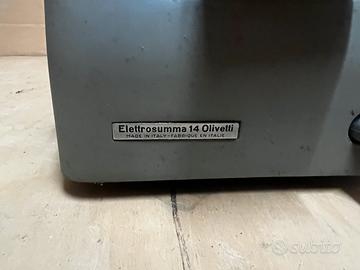 Elettrosumma 14 Olivetti
MADE IN ITALY - FABRIQUÉ EN ITALIE
subito